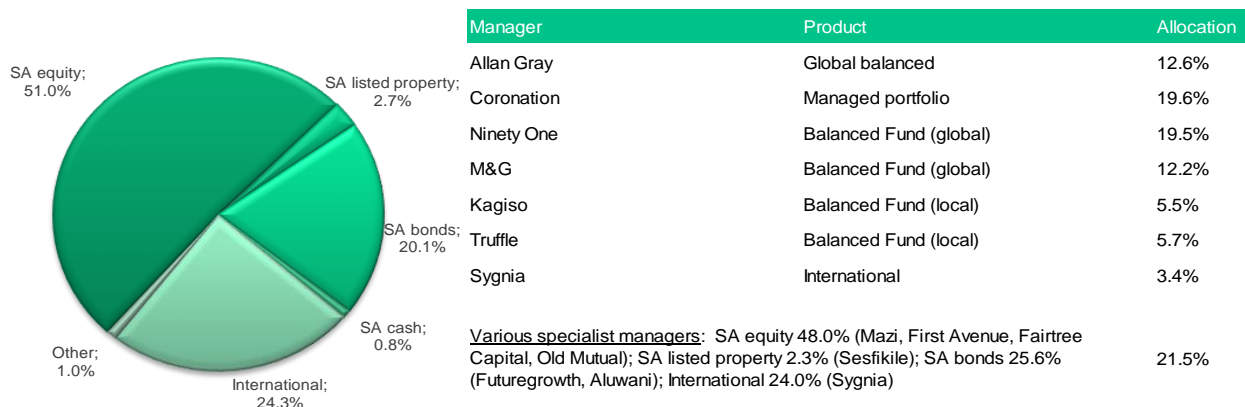 SA equity;
51.0%
SA listed property;
2.7%
SA bonds;
20.1%
SA cash;
0.8%
International;
24.3%
Other;
1.0%
Manager Product Allocation
Allan Gray Global balanced 12.6%
Coronation Managed portfolio 19.6%
Ninety One Balanced Fund (global) 19.5%
M&G Balanced Fund (global) 12.2%
Kagiso Balanced Fund (local) 5.5%
Truffle Balanced Fund (local) 5.7%
Sygnia International 3.4%
Various specialist managers: SA equity 48.0% (Mazi, First Avenue, Fairtree
Capital, Old Mutual); SA listed property 2.3% (Sesfikile); SA bonds 25.6% 21.5%
(Futuregrowth, Aluwani); International 24.0% (Sygnia)